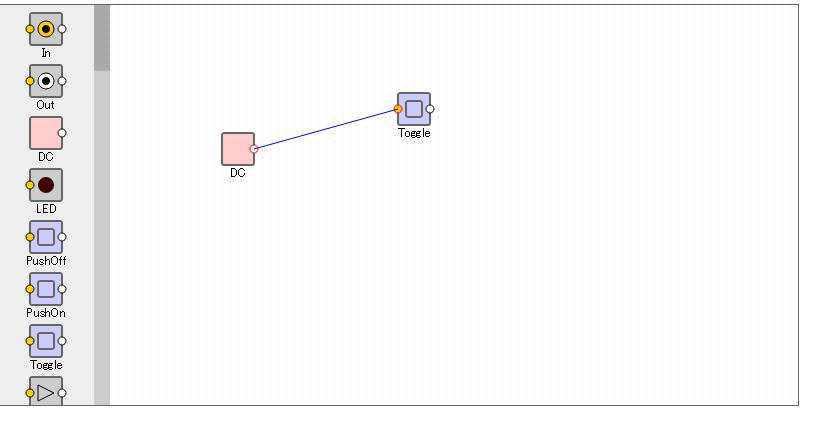 In
Out
DC
LED
PushOff
PushOn
Toggle
DC
Toggle